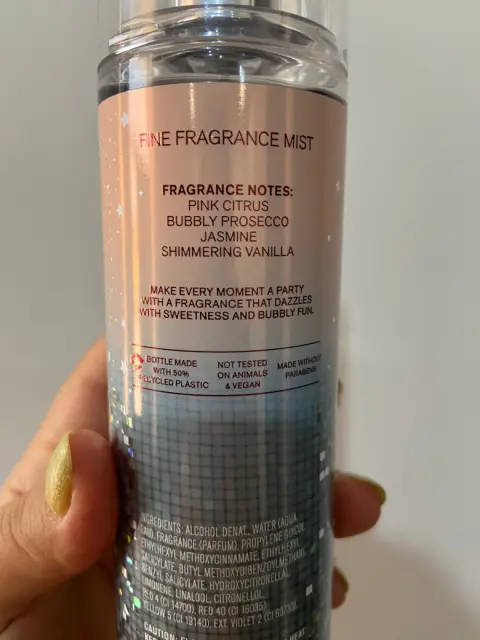 FINE FRAGRANCE MIST
FRAGRANCE NOTES:
PINK CITRUS
BUBBLY PROSECCO
JASMINE
SHIMMERING VANILLA
MAKE EVERY MOMENT A PARTY
WITH A FRAGRANCE THAT DAZZLES
WITH SWEETNESS AND BUBBLY FUN.
BOTTLE MADE
WITH 50%
RECYCLED PLASTIC
NOT TESTED
ON ANIMALS
& VEGAN
MADE WITHOUT
PARABENS
INGREDIENTS: ALCOHOL DENAT., WATER (AQUA,
EAU), FRAGRANCE (PARFUM), PROPYLENE GLYCOL,
ETHYLHEXYL METHOXYCINNAMATE, ETHYLHEXYL
SALICYLATE, BUTYL METHOXYDIBENZOYLMETHANE,
BENZYL SALICYLATE, HYDROXYCITRONELLAL,
LIMONENE, LINALOOL, CITRONELLOL,
RED 4 (CI 14700), RED 40 (CI 16035),
YELLOW 5 (CI 19140), EXT. VIOLET 2 (CI 60730).
CAUTION: